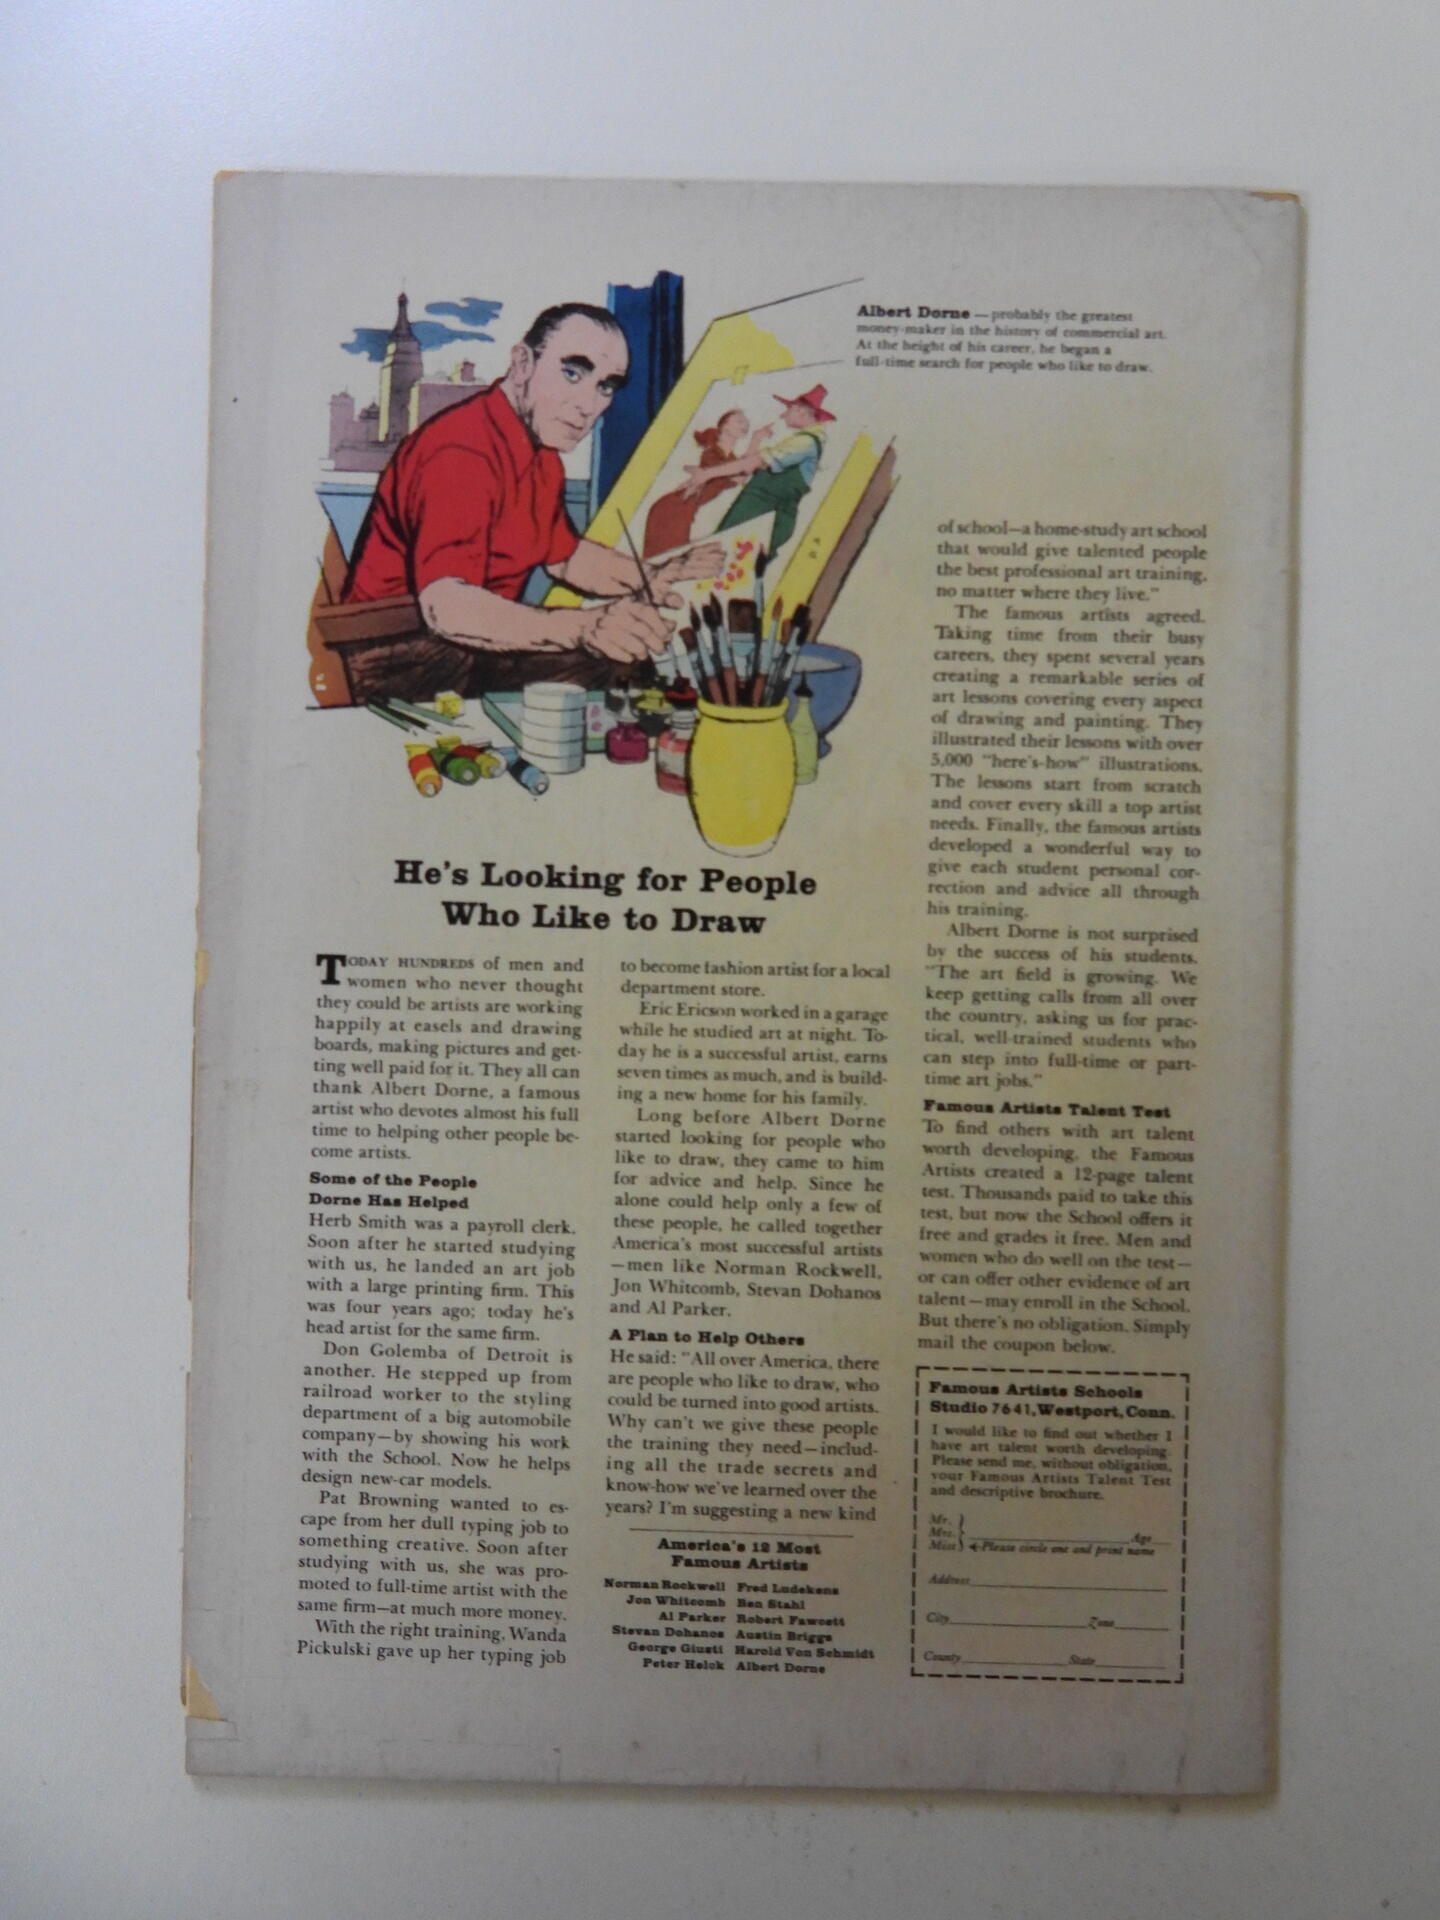 Albert Dorne — probably the greatest
money-maker in the history of commercial art.
At the height of his career, he began a
full-time search for people who like to draw.
He's Looking for People
Who Like to Draw
TODAY HUNDREDS of men and
women who never thought
they could be artists are working
happily at easels and drawing
boards, making pictures and get-
ting well paid for it. They all can
thank Albert Dorne, a famous
artist who devotes almost his full
time to helping other people be-
come artists.
Some of the People
Dorne Has Helped
Herb Smith was a payroll clerk.
Soon after he started studying
with us, he landed an art job
with a large printing firm. This
was four years ago; today he's
head artist for the same firm.
Don Golemba of Detroit is
another. He stepped up from
railroad worker to the styling
department of a big automobile
company—by showing his work
with the School. Now he helps
design new-car models.
Pat Browning wanted to es-
cape from her dull typing job to
something creative. Soon after
studying with us, she was pro-
moted to full-time artist with the
same firm—at much more money.
With the right training, Wanda
Pickulski gave up her typing job
to become fashion artist for a local
department store.
Eric Ericson worked in a garage
while he studied art at night. To-
day he is a successful artist, earns
seven times as much, and is build-
ing a new home for his family.
Long before Albert Dorne
started looking for people who
like to draw, they came to him
for advice and help. Since he
alone could help only a few of
these people, he called together
America's most successful artists
—men like Norman Rockwell,
Jon Whitcomb, Stevan Dohanos
and Al Parker.
A Plan to Help Others
He said: "All over America, there
are people who like to draw, who
could be turned into good artists.
Why can't we give these people
the training they need—includ-
ing all the trade secrets and
know-how we've learned over the
years? I'm suggesting a new kind
America's 12 Most
Famous Artists
Norman Rockwell Fred Ludekens
Jon Whitcomb Ben Stahl
Al Parker Robert Fawcett
Stevan Dohanos Austin Briggs
George Giusti Harold Von Schmidt
Peter Helck Albert Dorne
of school—a home-study art school
that would give talented people
the best professional art training,
no matter where they live."
The famous artists agreed.
Taking time from their busy
careers, they spent several years
creating a remarkable series of
art lessons covering every aspect
of drawing and painting. They
illustrated their lessons with over
5,000 "here's-how" illustrations.
The lessons start from scratch
and cover every skill a top artist
needs. Finally, the famous artists
developed a wonderful way to
give each student personal cor-
rection and advice all through
his training.
Albert Dorne is not surprised
by the success of his students.
"The art field is growing. We
keep getting calls from all over
the country, asking us for prac-
tical, well-trained students who
can step into full-time or part-
time art jobs."
Famous Artists Talent Test
To find others with art talent
worth developing, the Famous
Artists created a 12-page talent
test. Thousands paid to take this
test, but now the School offers it
free and grades it free. Men and
women who do well on the test—
or can offer other evidence of art
talent—may enroll in the School.
But there's no obligation. Simply
mail the coupon below.
Famous Artists Schools
Studio 7641, Westport, Conn.
I would like to find out whether I
have art talent worth developing.
Please send me, without obligation,
your Famous Artists Talent Test
and descriptive brochure.
Mr.
Mrs. Age
Miss Please circle one and print name
Address
City Zone
County State